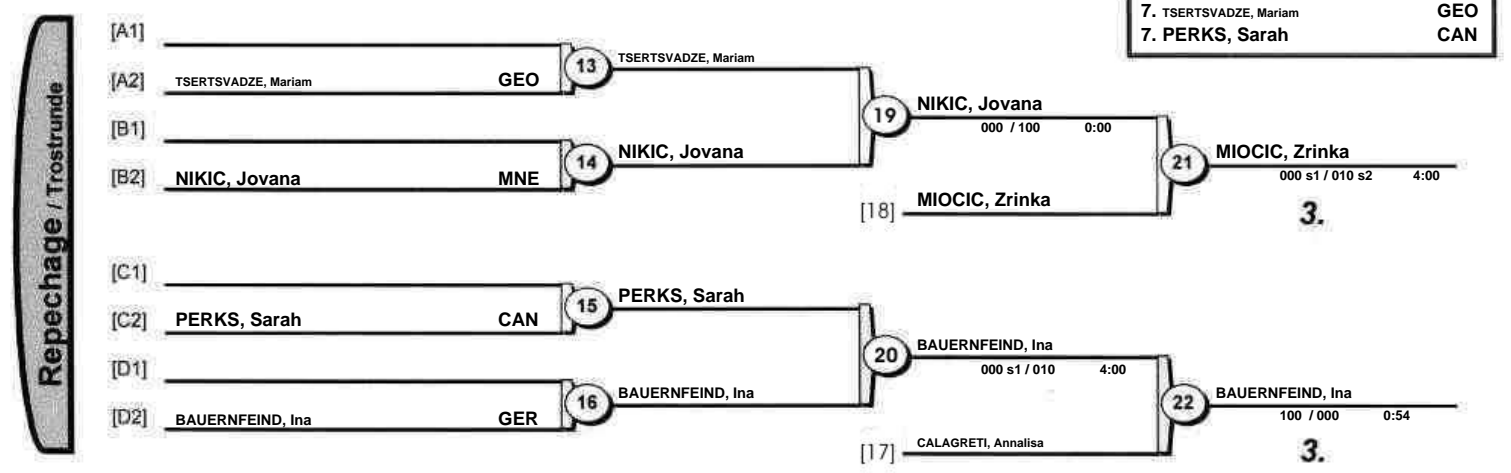 7. TSERTSVADZE, Mariam GEO
7. PERKS, Sarah CAN
Repechage / Trostrunde
[A1]
[A2] TSERTSVADZE, Mariam GEO
13
TSERTSVADZE, Mariam
[B1]
[B2] NIKIC, Jovana MNE
14
NIKIC, Jovana
19
NIKIC, Jovana
000 / 100 0:00
[18] MIOCIC, Zrinka
21
MIOCIC, Zrinka
000 s1 / 010 s2 4:00
3.
[C1]
[C2] PERKS, Sarah CAN
15
PERKS, Sarah
[D1]
[D2] BAUERNFEIND, Ina GER
16
BAUERNFEIND, Ina
20
BAUERNFEIND, Ina
000 s1 / 010 4:00
[17] CALAGRETI, Annalisa
22
BAUERNFEIND, Ina
100 / 000 0:54
3.